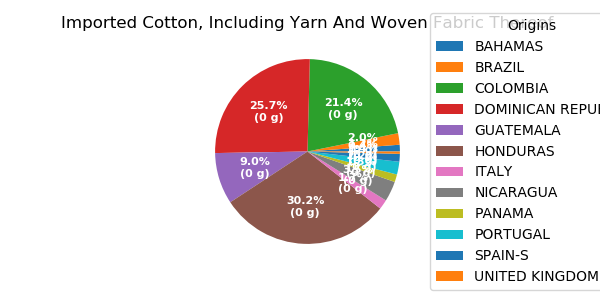 Imported Cotton, Including Yarn And Woven Fabric Thereof
Origins
BAHAMAS
BRAZIL
COLOMBIA
DOMINICAN REPU
GUATEMALA
HONDURAS
ITALY
NICARAGUA
PANAMA
PORTUGAL
SPAIN-S
UNITED KINGDOM
2.0%
21.4%
(0 g)
25.7%
(0 g)
9.0%
(0 g)
30.2%
(0 g)
(0 g)